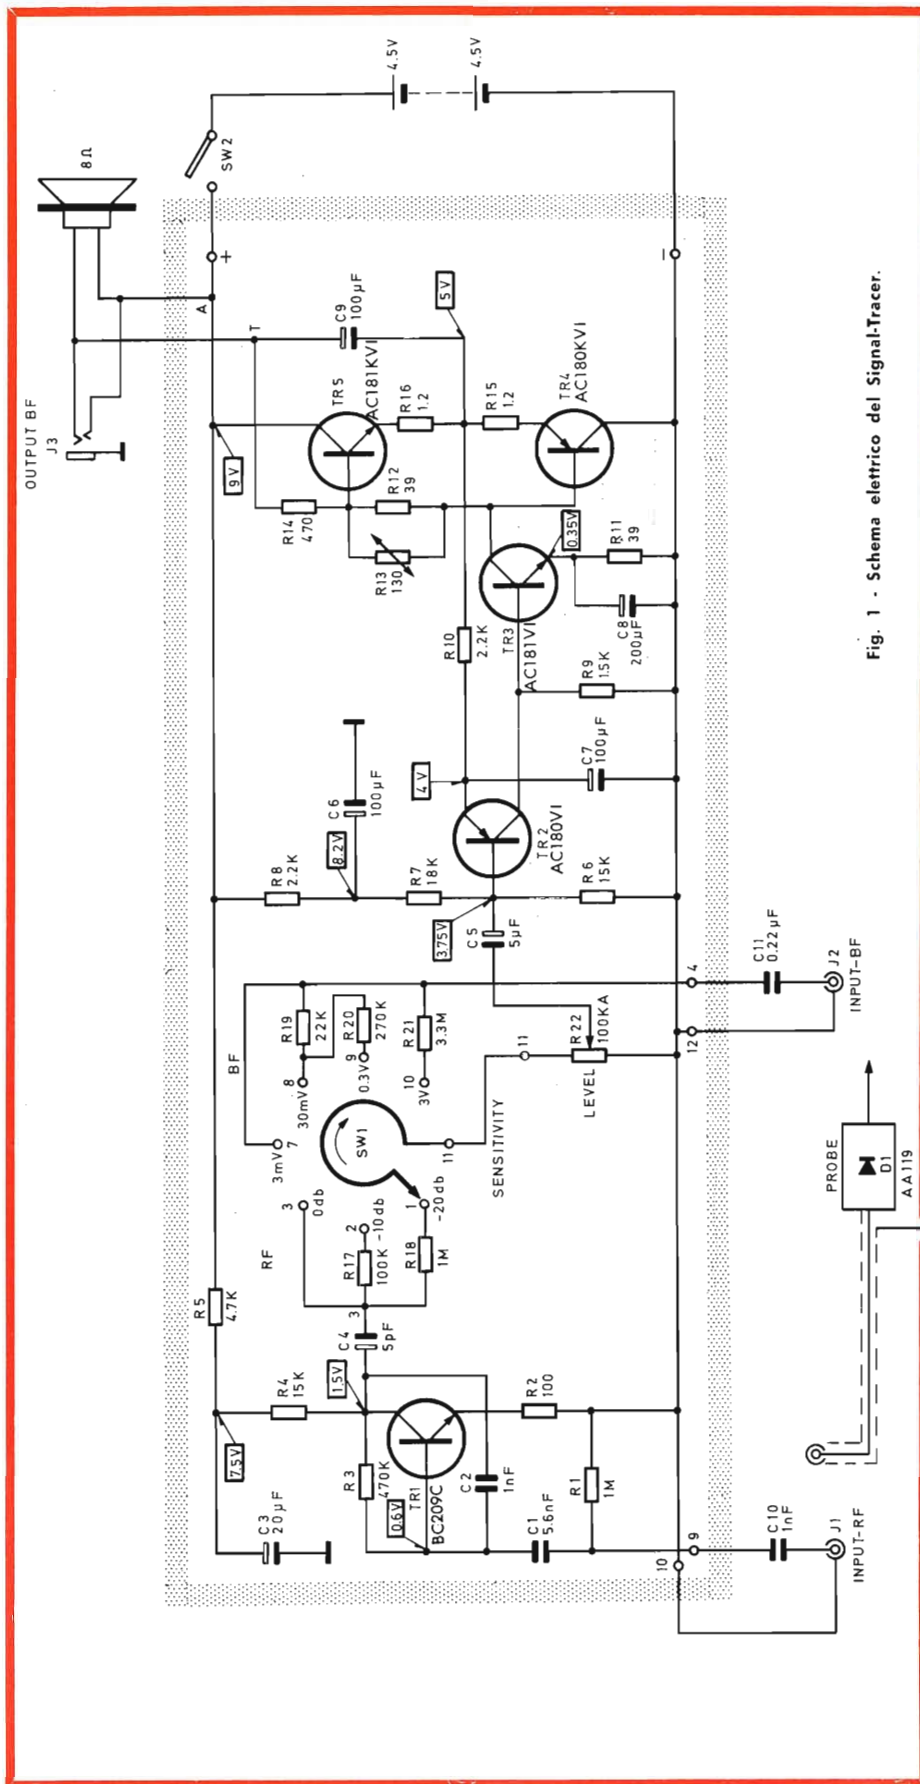 OUTPUT BF
J3
8Ω
A
T
+
SW2
4.5V
4.5V
9V
R14
470
TR5
AC181KVI
C9
100µF
R13
130
R12
39
R16
1.2
5V
R15
1.2
TR4
AC180KVI
R10
2.2K
TR3
AC181VI
0.35V
R11
39
C8
200µF
R9
1.5K
–
R8
2.2K
8.2V
C6
100µF
R7
18K
3.75V
4V
TR2
AC180VI
C7
100µF
R6
15K
C5
5µF
R5
4.7K
BF
RF
3mV
7
30mV
8
R19
22K
0.3V
9
R20
270K
3V
10
R21
3.3M
SW1
11
SENSITIVITY
11
LEVEL
R22
100KA
3
0db
2
-10db
1
-20db
R17
100K
R18
1M
3
C4
5pF
7.5V
R4
15K
1.5V
C3
20µF
R3
470K
TR1
BC209C
0.6V
C2
1nF
R2
100
R1
1M
C1
5.6nF
10
9
C10
1nF
J1
INPUT-RF
12
4
C11
0.22µF
J2
INPUT-BF
PROBE
D1
AA119
Fig. 1 - Schema elettrico del Signal-Tracer.